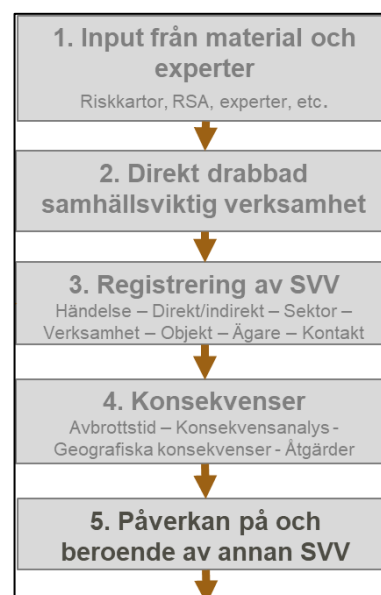 1. Input från material och
experter
Riskkartor, RSA, experter, etc.
2. Direkt drabbad
samhällsviktig verksamhet
3. Registrering av SVV
Händelse – Direkt/indirekt – Sektor –
Verksamhet – Objekt – Ägare – Kontakt
4. Konsekvenser
Avbrottstid – Konsekvensanalys -
Geografiska konsekvenser - Åtgärder
5. Påverkan på och
beroende av annan SVV